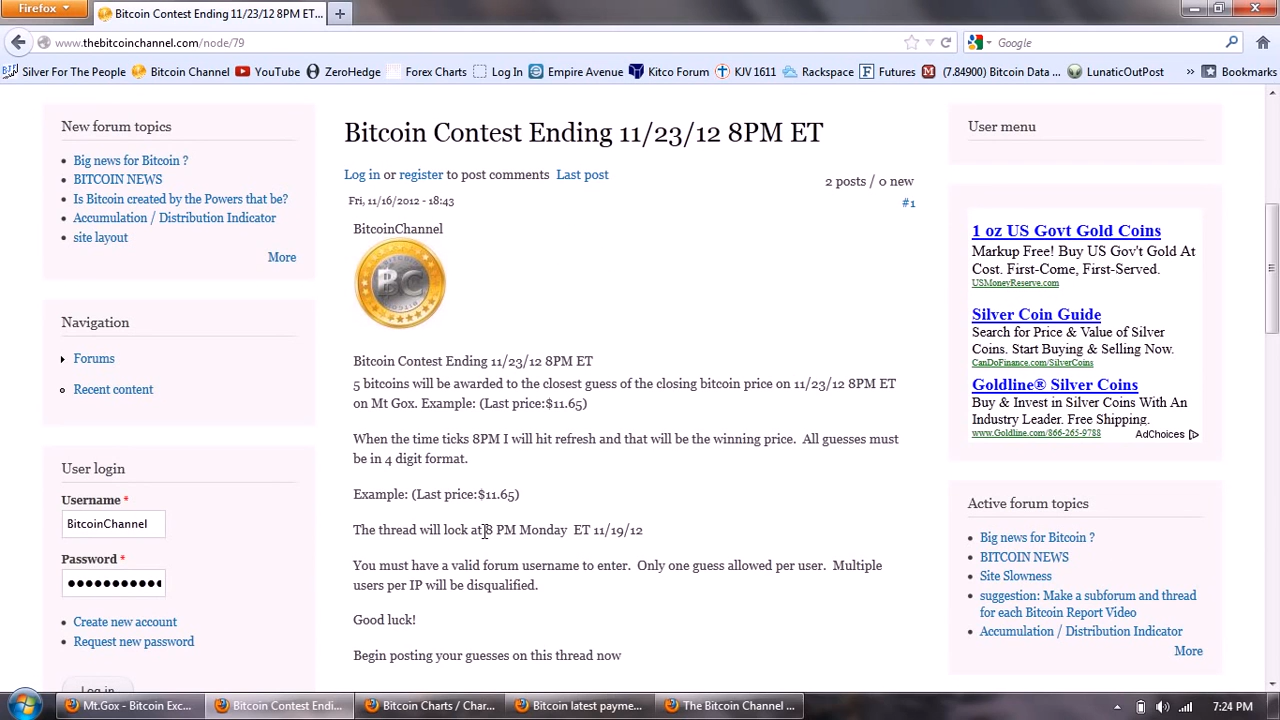 Firefox
Bitcoin Contest Ending 11/23/12 8PM ET...
www.thebitcoinchannel.com/node/79
Google
Silver For The People
Bitcoin Channel
YouTube
ZeroHedge
Forex Charts
Log In
Empire Avenue
Kitco Forum
KJV 1611
Rackspace
Futures
(7.84900) Bitcoin Data ...
LunaticOutPost
»
Bookmarks
New forum topics
Big news for Bitcoin ?
BITCOIN NEWS
Is Bitcoin created by the Powers that be?
Accumulation / Distribution Indicator
site layout
More
Navigation
Forums
Recent content
User login
Username *
BitcoinChannel
Password *
Create new account
Request new password
Log in
Bitcoin Contest Ending 11/23/12 8PM ET
Log in or register to post comments Last post
2 posts / 0 new
Fri, 11/16/2012 - 18:43
#1
BitcoinChannel
BITCOIN
BC
Bitcoin Contest Ending 11/23/12 8PM ET
5 bitcoins will be awarded to the closest guess of the closing bitcoin price on 11/23/12 8PM ET
on Mt Gox. Example: (Last price:$11.65)
When the time ticks 8PM I will hit refresh and that will be the winning price. All guesses must
be in 4 digit format.
Example: (Last price:$11.65)
The thread will lock at 8 PM Monday ET 11/19/12
You must have a valid forum username to enter. Only one guess allowed per user. Multiple
users per IP will be disqualified.
Good luck!
Begin posting your guesses on this thread now
User menu
1 oz US Govt Gold Coins
Markup Free! Buy US Gov't Gold At
Cost. First-Come, First-Served.
USMoneyReserve.com
Silver Coin Guide
Search for Price & Value of Silver
Coins. Start Buying & Selling Now.
CanDoFinance.com/SilverCoins
Goldline® Silver Coins
Buy & Invest in Silver Coins With An
Industry Leader. Free Shipping.
www.Goldline.com/866-265-9788
AdChoices
Active forum topics
Big news for Bitcoin ?
BITCOIN NEWS
Site Slowness
suggestion: Make a subforum and thread
for each Bitcoin Report Video
Accumulation / Distribution Indicator
More
Mt.Gox - Bitcoin Exc...
Bitcoin Contest Endi...
Bitcoin Charts / Char...
Bitcoin latest payme...
The Bitcoin Channel ...
7:24 PM